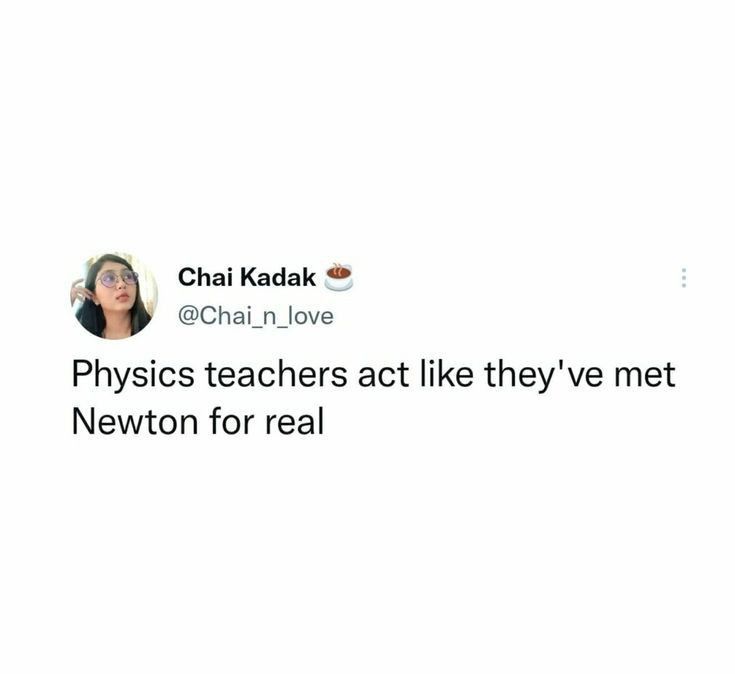 Chai Kadak ☕
@Chai_n_love
Physics teachers act like they've met
Newton for real